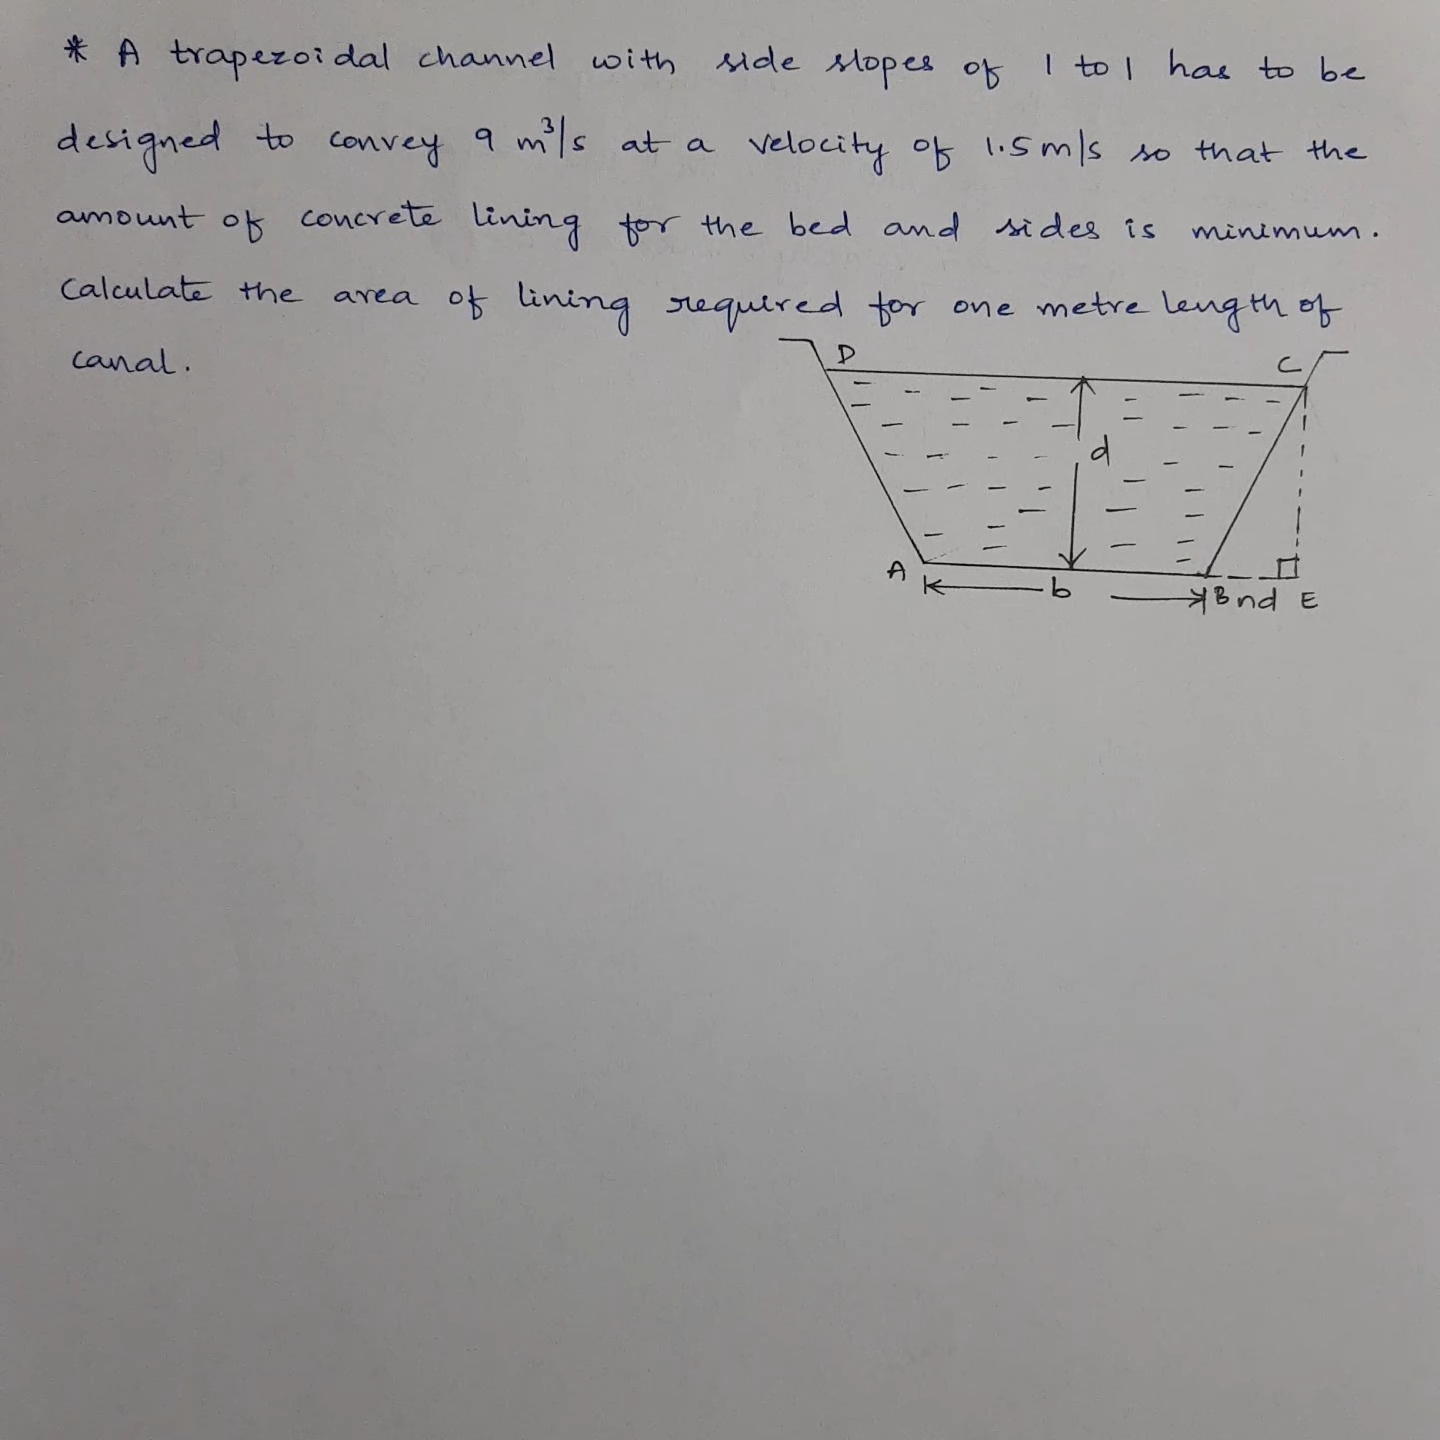 * A trapezoidal channel with side slopes of 1 to 1 has to be
designed to convey 9 m³/s at a velocity of 1.5 m/s so that the
amount of concrete lining for the bed and sides is minimum.
Calculate the area of lining required for one metre length of
canal.
D C
d
A b B nd E